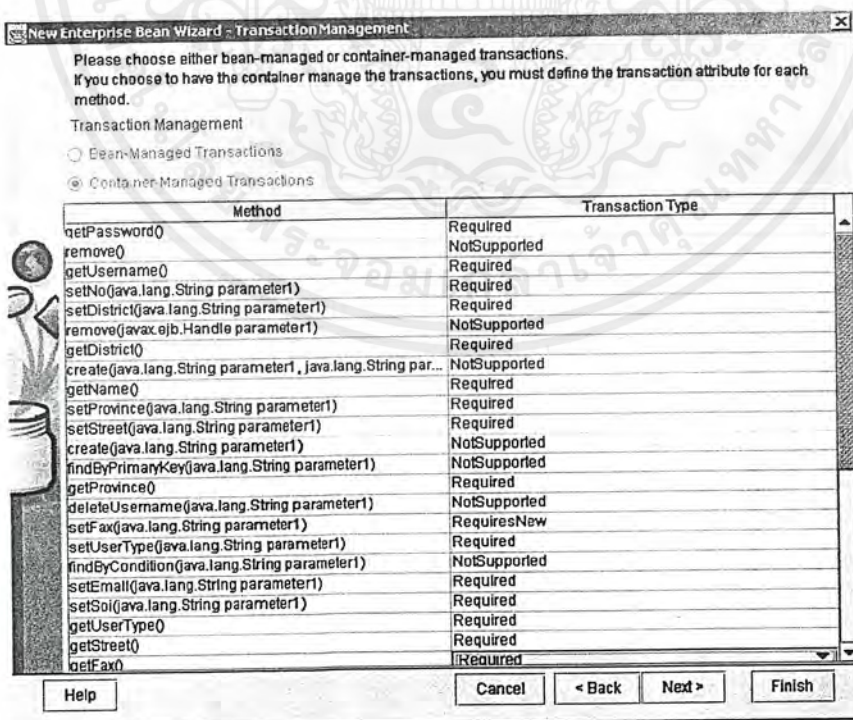 New Enterprise Bean Wizard - Transaction Management
Please choose either bean-managed or container-managed transactions.
If you choose to have the container manage the transactions, you must define the transaction attribute for each
method.
Transaction Management
Bean-Managed Transactions
Container-Managed Transactions
Method Transaction Type
getPassword() Required
remove() NotSupported
getUsername() Required
setNo(java.lang.String parameter1) Required
setDistrict(java.lang.String parameter1) Required
remove(javax.ejb.Handle parameter1) NotSupported
getDistrict() Required
create(java.lang.String parameter1, java.lang.String par... NotSupported
getName() Required
setProvince(java.lang.String parameter1) Required
setStreet(java.lang.String parameter1) Required
create(java.lang.String parameter1) NotSupported
findByPrimaryKey(java.lang.String parameter1) NotSupported
getProvince() Required
deleteUsername(java.lang.String parameter1) NotSupported
setFax(java.lang.String parameter1) RequiresNew
setUserType(java.lang.String parameter1) Required
findByCondition(java.lang.String parameter1) NotSupported
setEmail(java.lang.String parameter1) Required
setSoi(java.lang.String parameter1) Required
getUserType() Required
getStreet() Required
getFax() Required
Help Cancel < Back Next > Finish